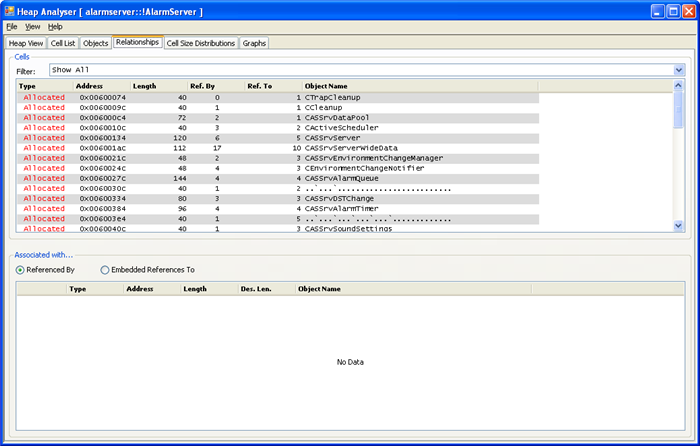 Heap Analyser [ alarmserver::!AlarmServer ]
File View Help
Heap View Cell List Objects Relationships Cell Size Distributions Graphs
Cells
Filter: Show All
Type Address Length Ref. By Ref. To Object Name
Allocated 0x00600074 40 0 1 CTrapCleanup
Allocated 0x0060009c 40 1 1 CCleanup
Allocated 0x006000c4 72 2 1 CASSrvDataPool
Allocated 0x0060010c 40 3 2 CActiveScheduler
Allocated 0x00600134 120 6 5 CASSrvServer
Allocated 0x006001ac 112 17 10 CASSrvServerWideData
Allocated 0x0060021c 48 2 3 CASSrvEnvironmentChangeManager
Allocated 0x0060024c 48 4 3 CEnvironmentChangeNotifier
Allocated 0x0060027c 144 4 4 CASSrvAlarmQueue
Allocated 0x0060030c 40 1 2 ..`...`.........................
Allocated 0x00600334 80 3 3 CASSrvDSTChange
Allocated 0x00600384 96 4 4 CASSrvAlarmTimer
Allocated 0x006003e4 40 1 5 ..`...`...`...`...`.............
Allocated 0x0060040c 40 1 3 CASSrvSoundSettings
Associated with...
Referenced By Embedded References To
Type Address Length Des. Len. Object Name
No Data